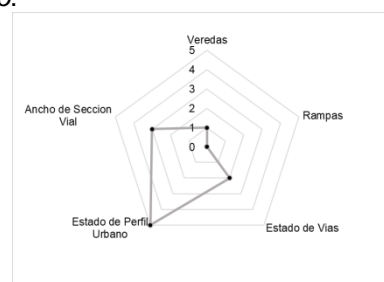 Veredas
5
4
3
2
1
0
Rampas
Estado de Vias
Estado de Perfil
Urbano
Ancho de Seccion
Vial